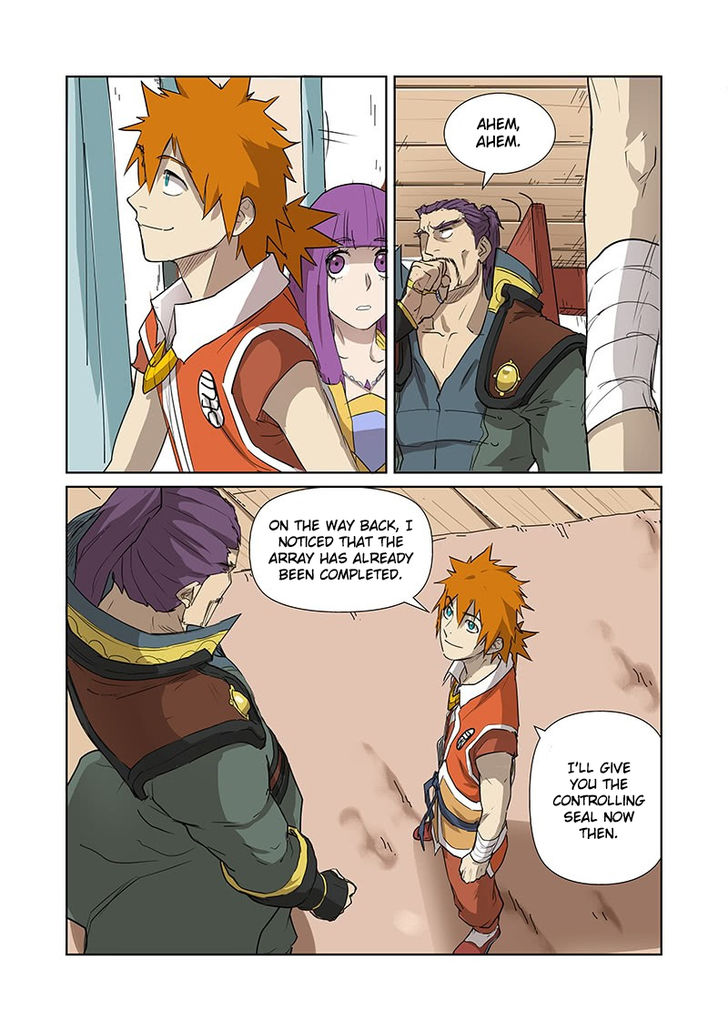 AHEM,
AHEM.
ON THE WAY BACK, I
NOTICED THAT THE
ARRAY HAS ALREADY
BEEN COMPLETED.
I'LL GIVE
YOU THE
CONTROLLING
SEAL NOW
THEN.